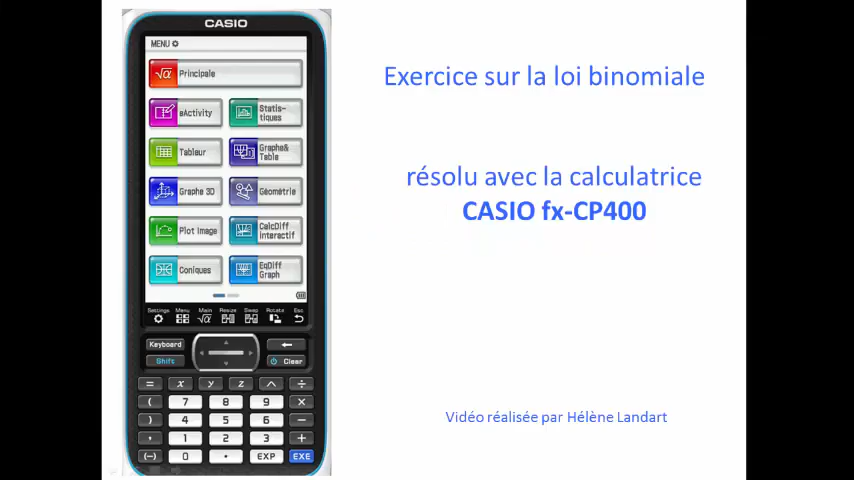 CASIO
MENU
Principale
eActivity
Statis-
tiques
Tableur
Graphe&
Table
Graphe 3D
Géométrie
Plot Image
CalcDiff
interactif
Coniques
EqDiff
Graph
Settings Menu Main Resize Swap Rotate Esc
Keyboard
Shift
Clear
= x y z ^ ÷
( 7 8 9 ×
) 4 5 6 −
, 1 2 3 +
(−) 0 . EXP EXE
Exercice sur la loi binomiale
résolu avec la calculatrice
CASIO fx-CP400
Vidéo réalisée par Hélène Landart